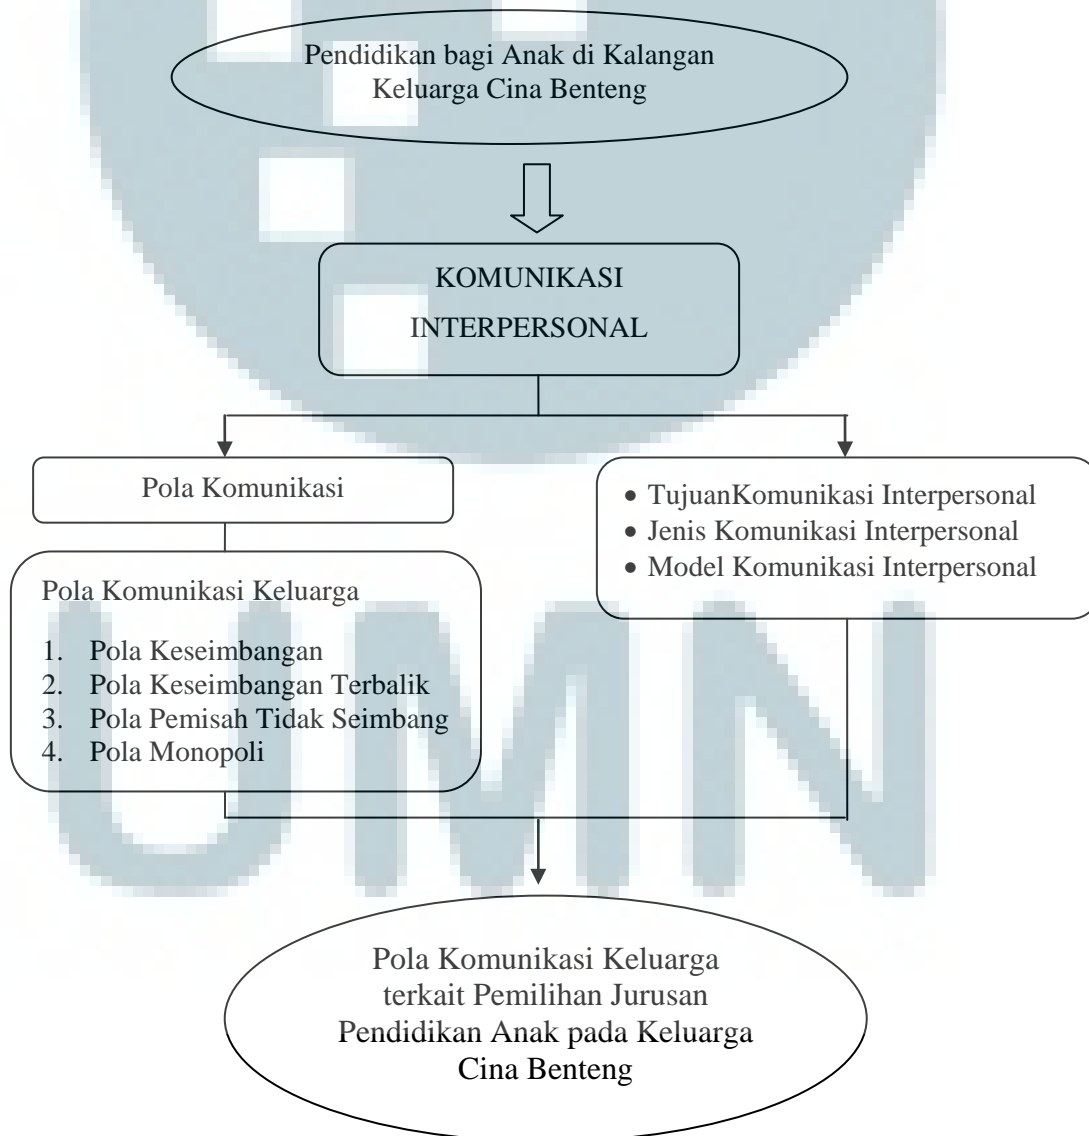 Pendidikan bagi Anak di Kalangan
Keluarga Cina Benteng
KOMUNIKASI
INTERPERSONAL
Pola Komunikasi
Pola Komunikasi Keluarga
1. Pola Keseimbangan
2. Pola Keseimbangan Terbalik
3. Pola Pemisah Tidak Seimbang
4. Pola Monopoli
• TujuanKomunikasi Interpersonal
• Jenis Komunikasi Interpersonal
• Model Komunikasi Interpersonal
UMN
Pola Komunikasi Keluarga
terkait Pemilihan Jurusan
Pendidikan Anak pada Keluarga
Cina Benteng